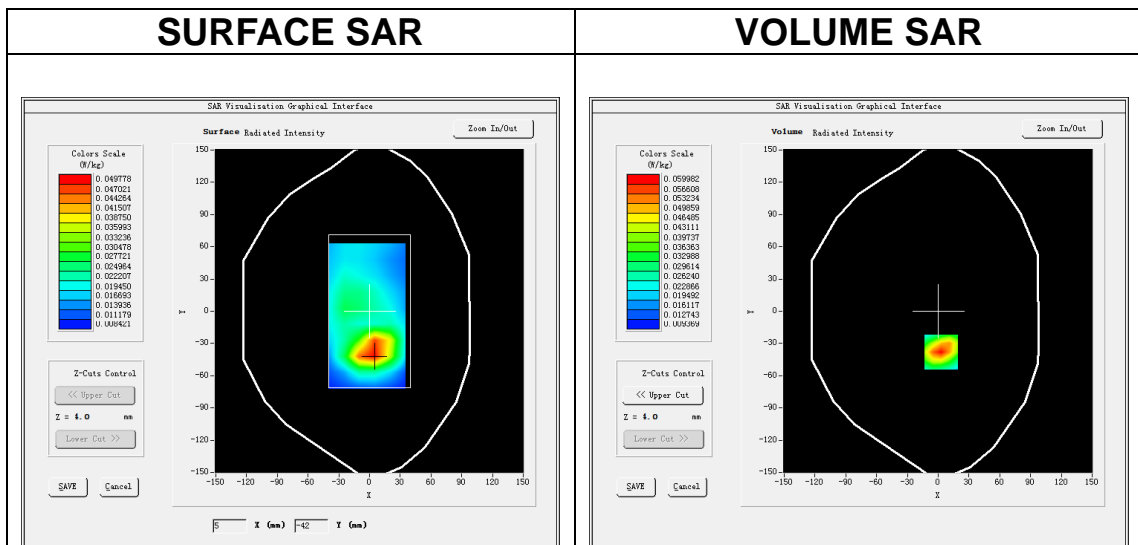 SURFACE SAR
VOLUME SAR
SAR Visualisation Graphical Interface
Surface Radiated Intensity
Zoom In/Out
Colors Scale
(W/kg)
0.049778
0.047021
0.044264
0.041507
0.038750
0.035993
0.033236
0.030478
0.027721
0.024964
0.022207
0.019450
0.016693
0.013936
0.011179
0.008421
150
120
90
60
30
0
-30
-60
-90
-120
-150
Y
-150 -120 -90 -60 -30 0 30 60 90 120 150
X
Z-Cuts Control
<< Upper Cut
Z = 4.0 mm
Lower Cut >>
SAVE Cancel
5 X (mm) -42 Y (mm)
SAR Visualisation Graphical Interface
Volume Radiated Intensity
Zoom In/Out
Colors Scale
(W/kg)
0.059982
0.056608
0.053234
0.049859
0.046485
0.043111
0.039737
0.036363
0.032988
0.029614
0.026240
0.022866
0.019492
0.016117
0.012743
0.009369
150
120
90
60
30
0
-30
-60
-90
-120
-150
Y
-150 -120 -90 -60 -30 0 30 60 90 120 150
X
Z-Cuts Control
<< Upper Cut
Z = 4.0 mm
Lower Cut >>
SAVE Cancel